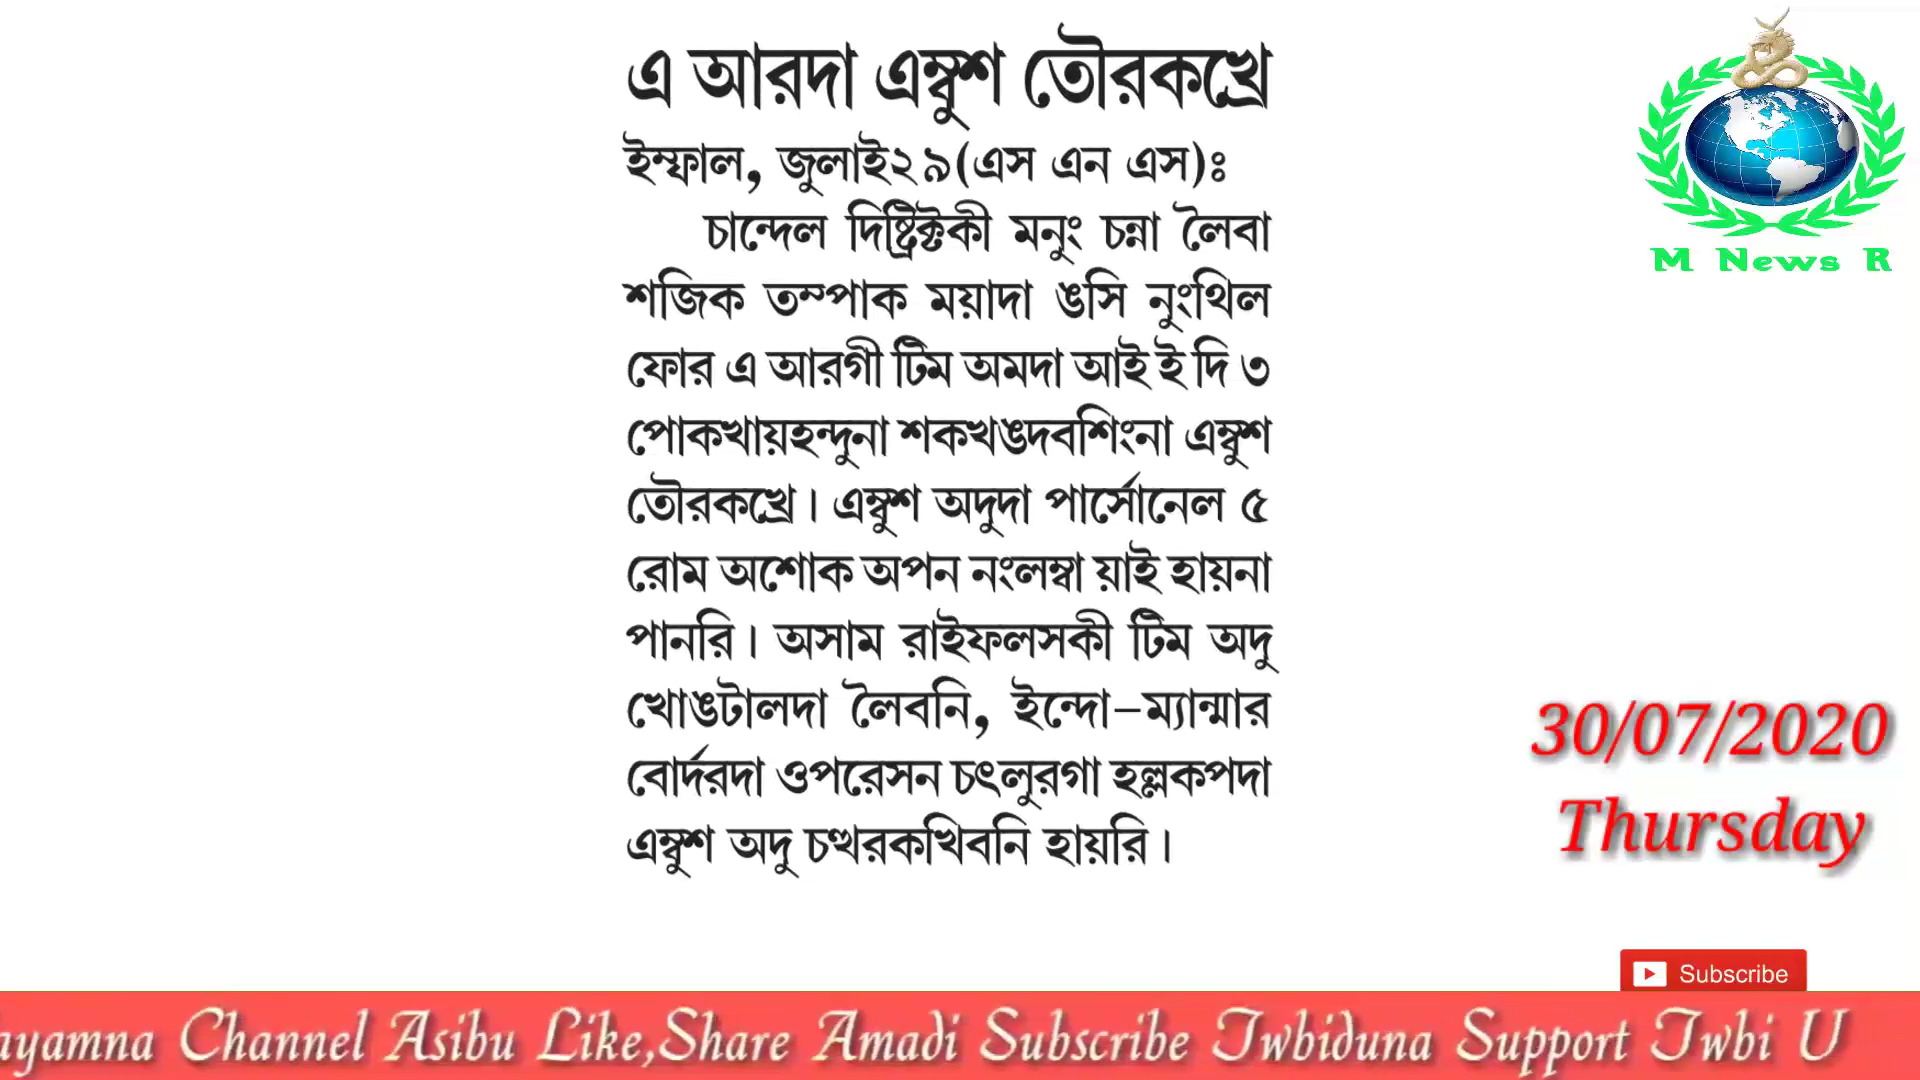 এ আরদা এম্বুশ তৌরকখ্রে
ইম্ফাল, জুলাই২৯(এস এন এস)ঃ
চান্দেল দিষ্ট্রিক্টকী মনুং চন্না লৈবা
শজিক তম্পাক ময়াদা ঙসি নুংথিল
ফোর এ আরগী টিম অমদা আই ই দি ৩
পোকখায়হন্দুনা শকখঙদবশিংনা এম্বুশ
তৌরকখ্রে। এম্বুশ অদুদা পার্সোনেল ৫
রোম অশোক অপন নংলম্বা য়াই হায়না
পানরি। অসাম রাইফলসকী টিম অদু
খোঙটালদা লৈবনি, ইন্দো-ম্যান্মার
বোর্দরদা ওপরেসন চৎলুরগা হল্লকপদা
এম্বুশ অদু চত্থরকখিবনি হায়রি।
M News R
30/07/2020
Thursday
Subscribe
ayamna Channel Asibu Like,Share Amadi Subscribe Twbiduna Support Twbi U